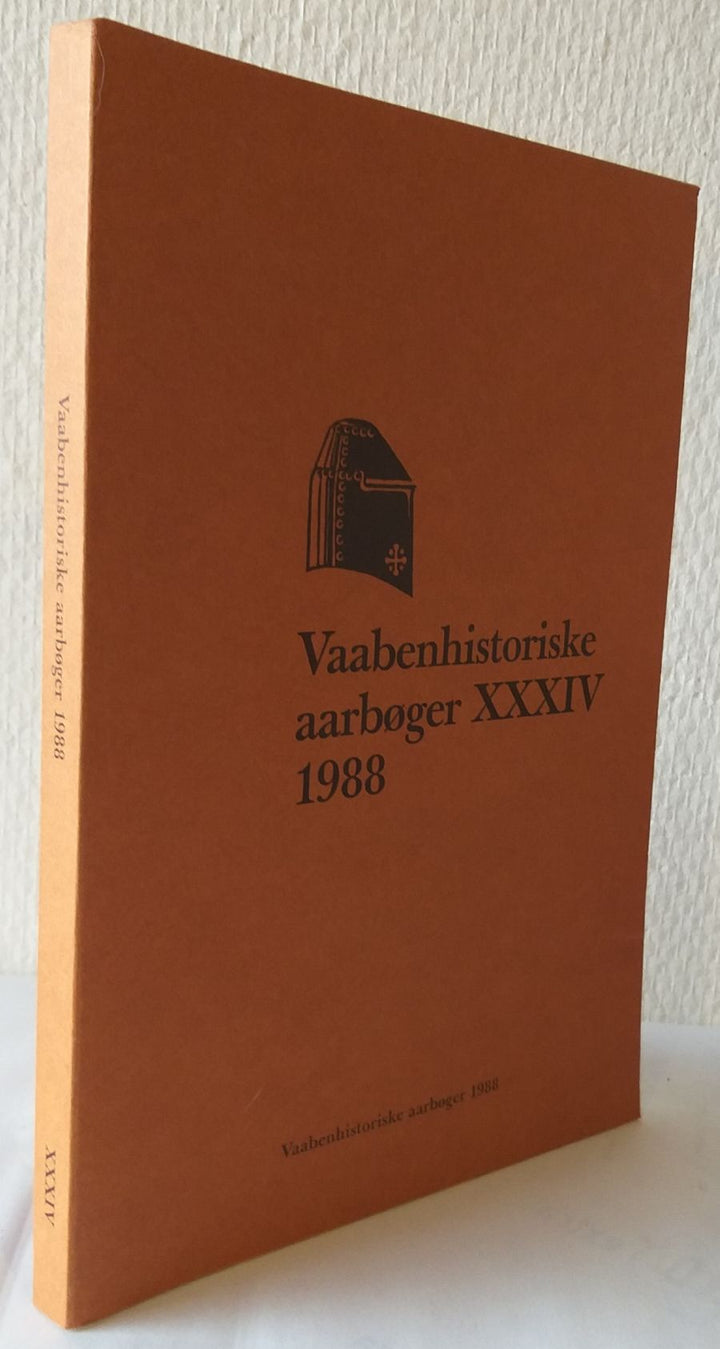 Vaabenhistoriske aarbøger 1988
XXXIV
Vaabenhistoriske
aarbøger XXXIV
1988
Vaabenhistoriske aarbøger 1988